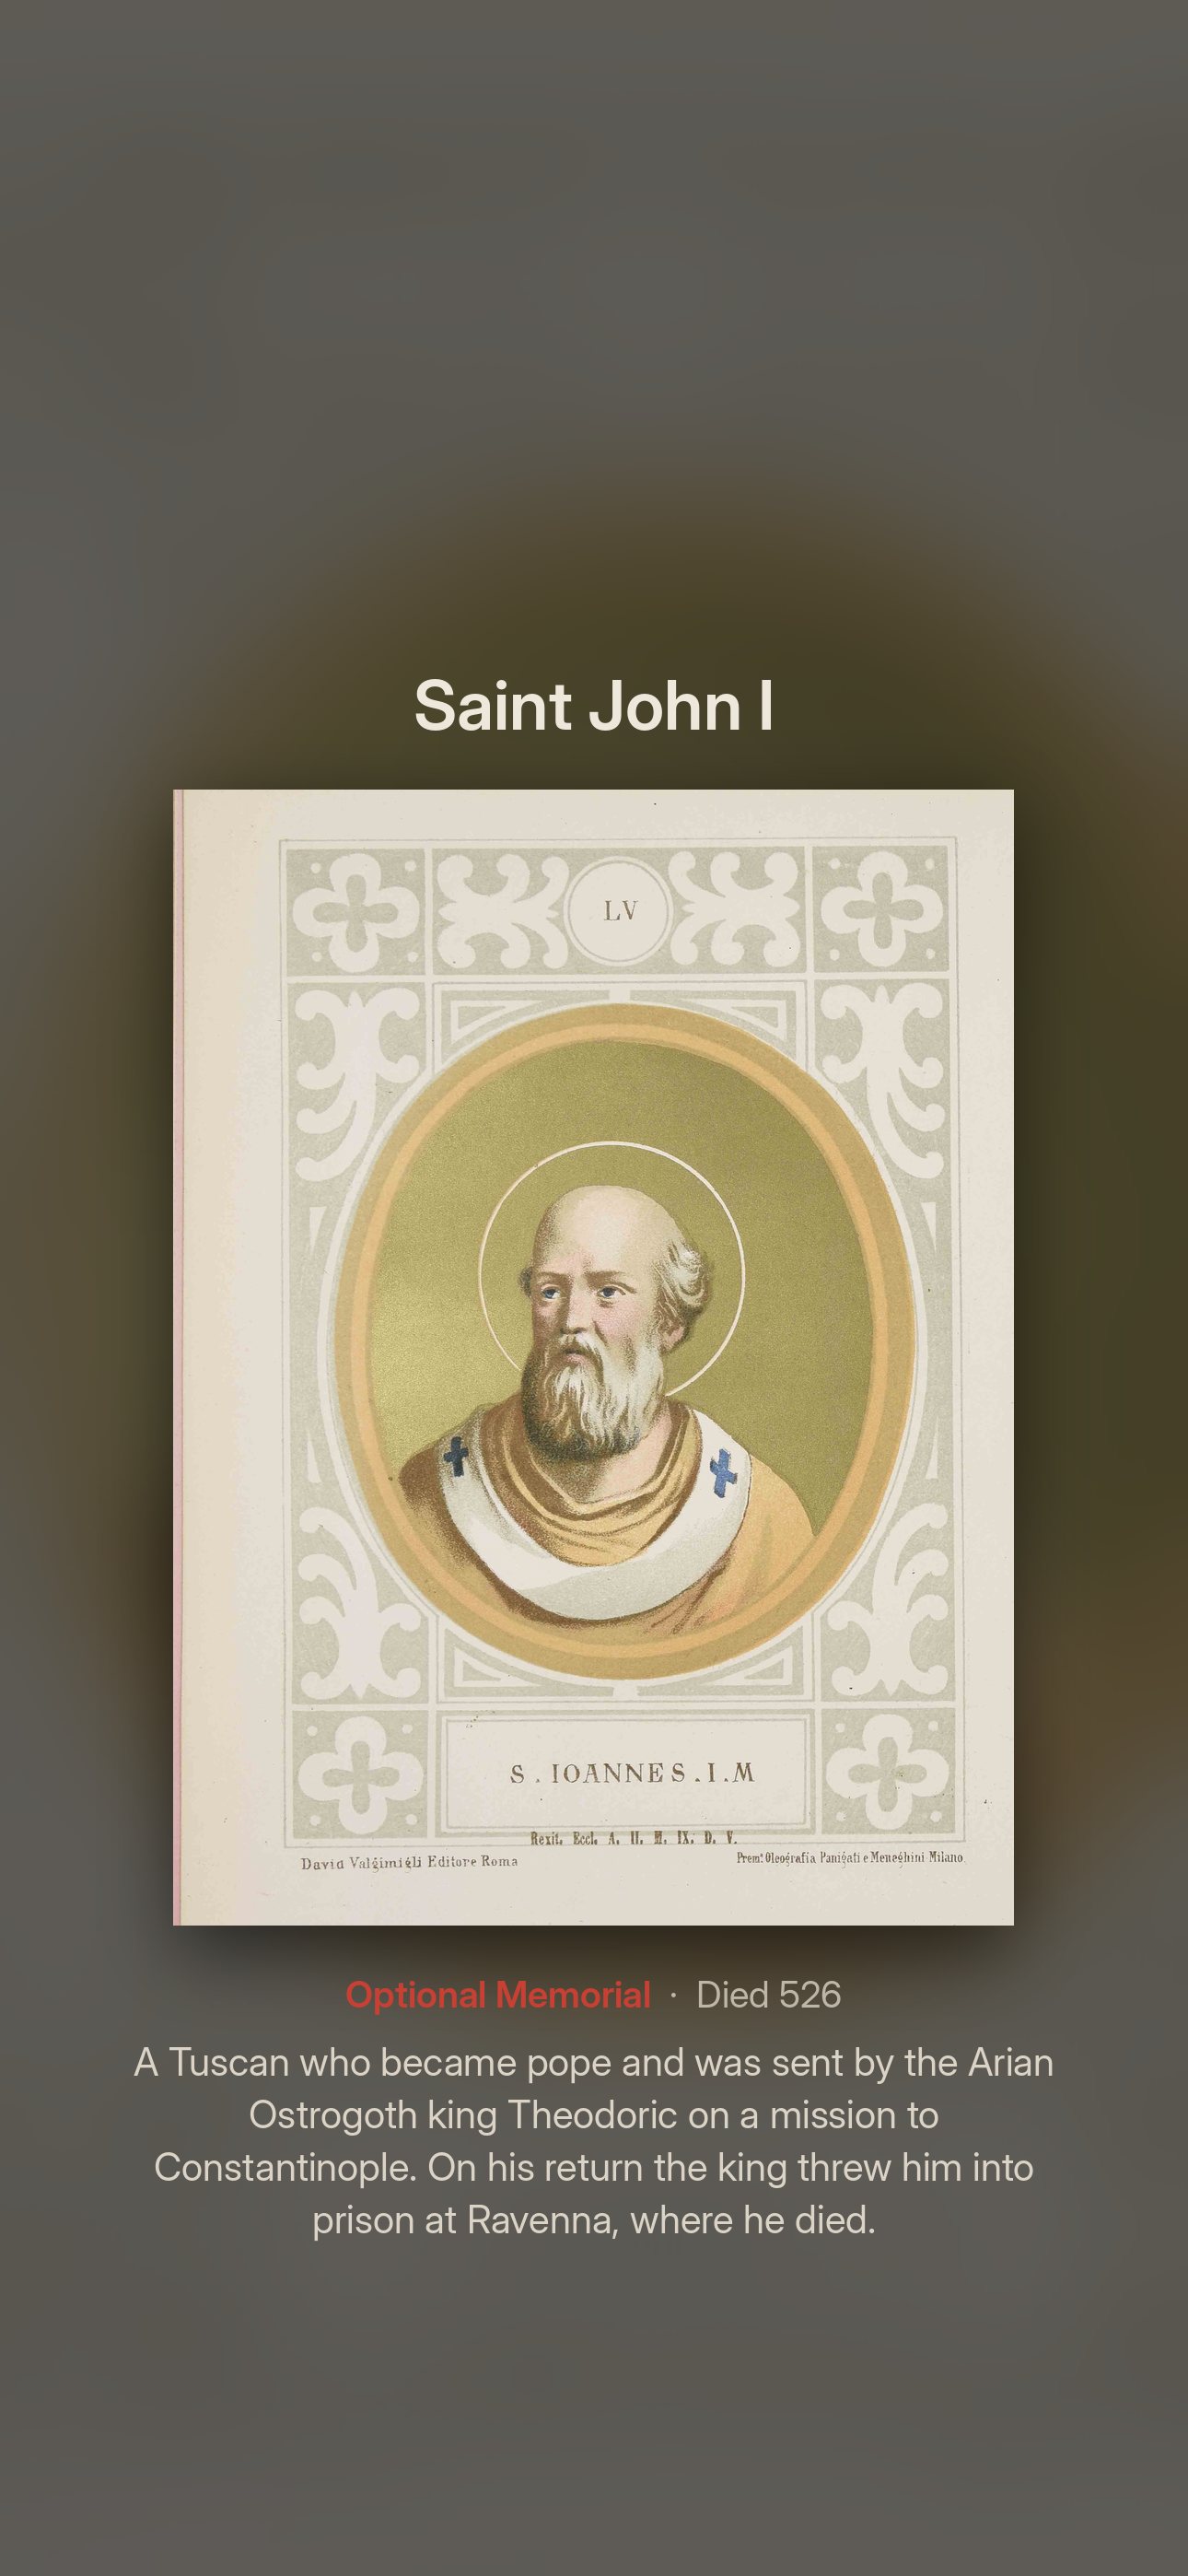 Saint John I
LV
S . IOANNES . I . M
Rexit. Eccl. A. II. M. IX. D. V.
David Valgimigli Editore Roma
Prem. Oleografia Panigati e Meneghini Milano
Optional Memorial · Died 526
A Tuscan who became pope and was sent by the Arian
Ostrogoth king Theodoric on a mission to
Constantinople. On his return the king threw him into
prison at Ravenna, where he died.